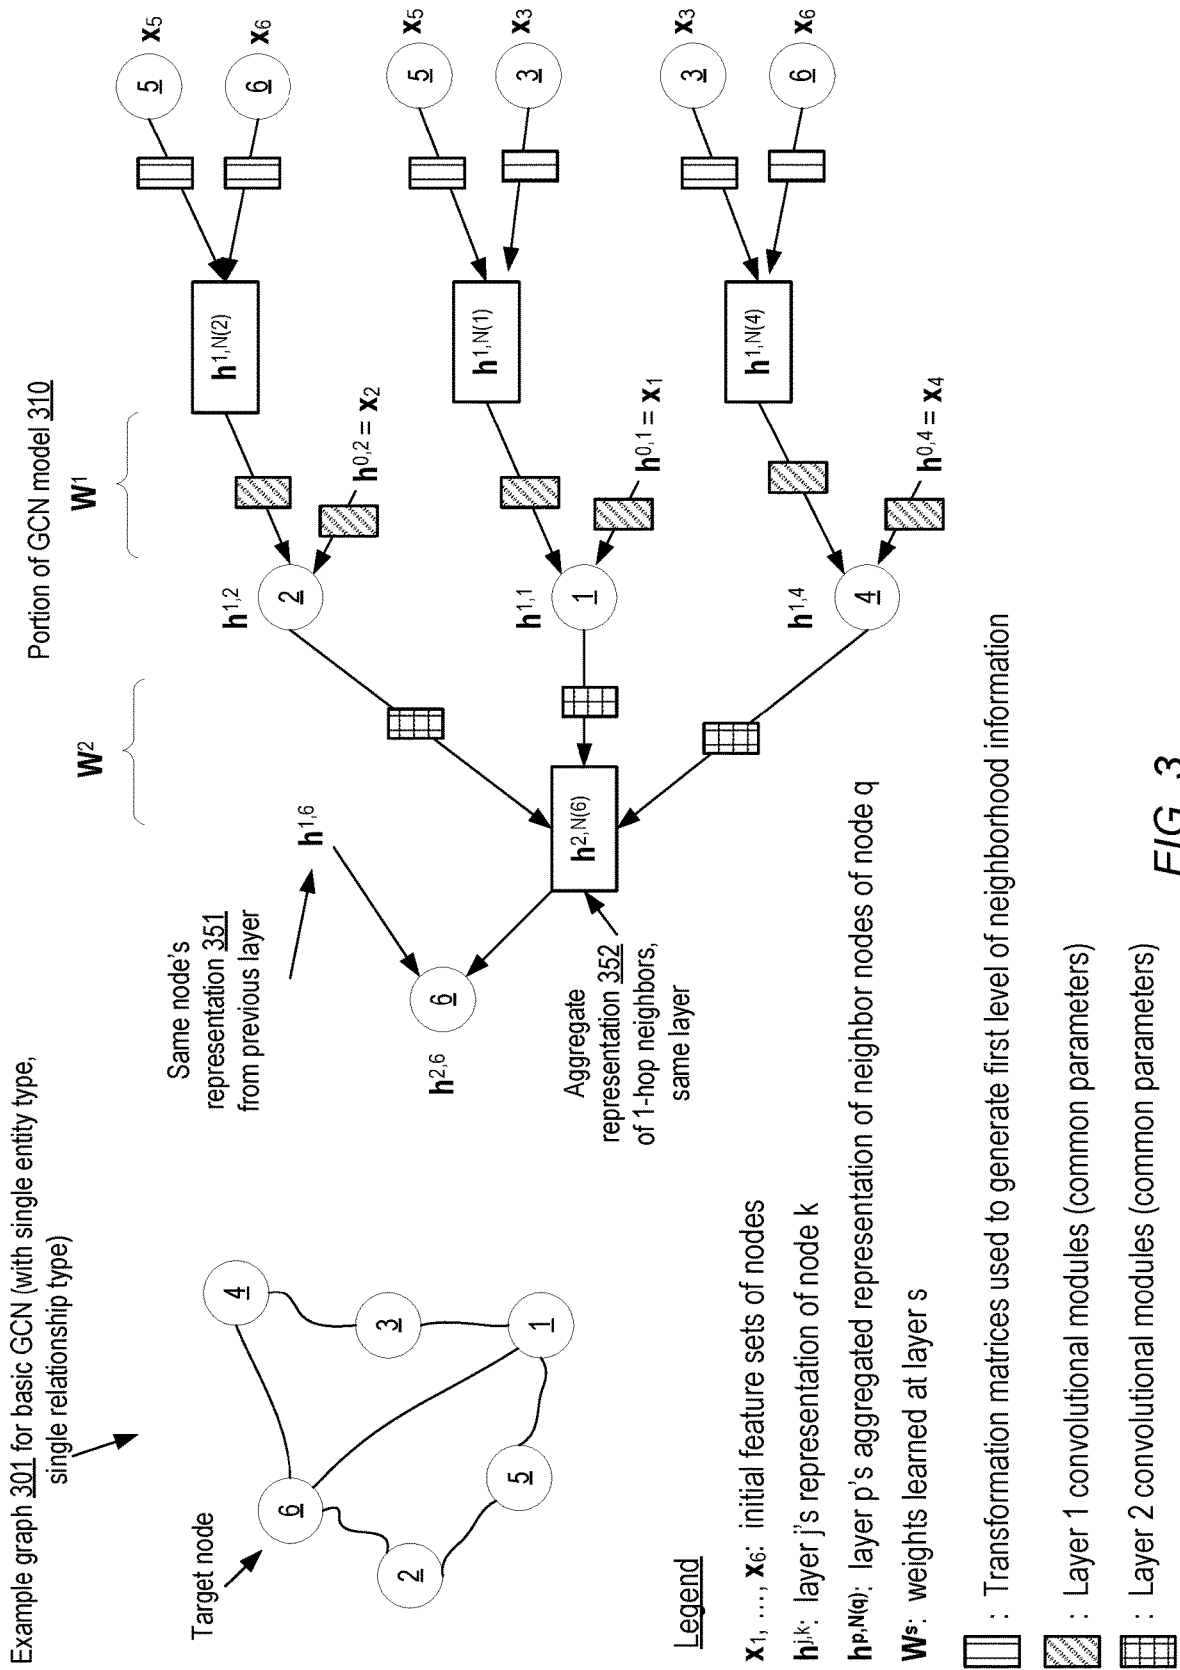 Example graph 301 for basic GCN (with single entity type,
single relationship type)
Target node
6
4
3
1
5
2
Portion of GCN model 310
W2
W1
Same node's
representation 351
from previous layer
h1,6
h2,6
6
Aggregate
representation 352
of 1-hop neighbors,
same layer
h2,N(6)
h1,2
2
h0,2 = x2
h1,N(2)
5
x5
6
x6
h1,1
1
h0,1 = x1
h1,N(1)
5
x5
3
x3
h1,4
4
h0,4 = x4
h1,N(4)
3
x3
6
x6
Legend
x1, …, x6: initial feature sets of nodes
hj,k: layer j's representation of node k
hp,N(q): layer p's aggregated representation of neighbor nodes of node q
Ws: weights learned at layer s
: Transformation matrices used to generate first level of neighborhood information
: Layer 1 convolutional modules (common parameters)
: Layer 2 convolutional modules (common parameters)
FIG. 3